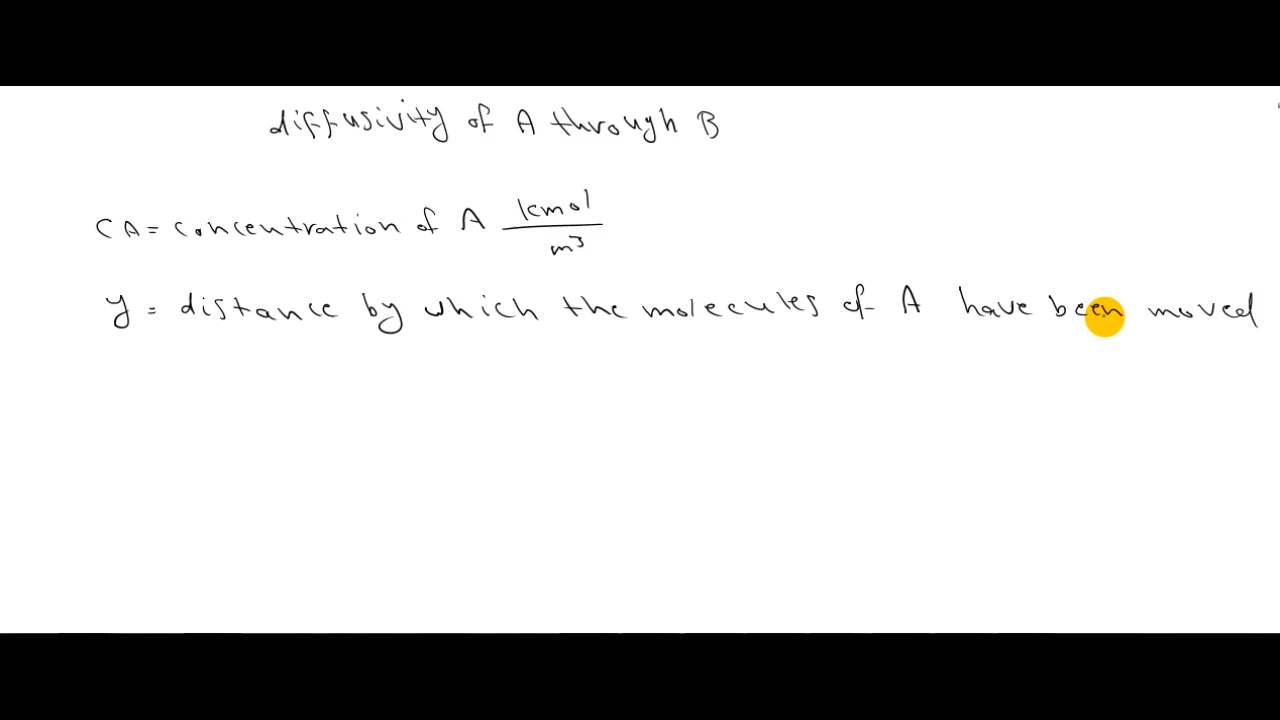 diffusivity of A through B
CA = concentration of A kmol/m³
y = distance by which the molecules of A have been moved